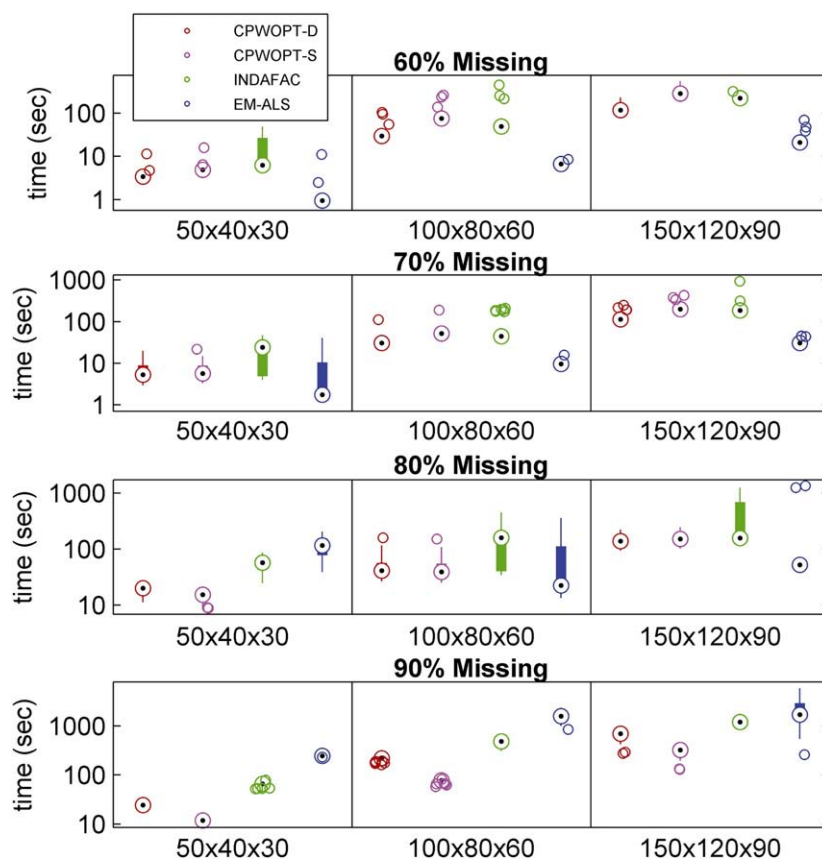 CPWOPT-D
CPWOPT-S
INDAFAC
EM-ALS
60% Missing
time (sec)
100
10
1
50x40x30 100x80x60 150x120x90
70% Missing
time (sec)
1000
100
10
1
50x40x30 100x80x60 150x120x90
80% Missing
time (sec)
1000
100
10
50x40x30 100x80x60 150x120x90
90% Missing
time (sec)
1000
100
10
50x40x30 100x80x60 150x120x90